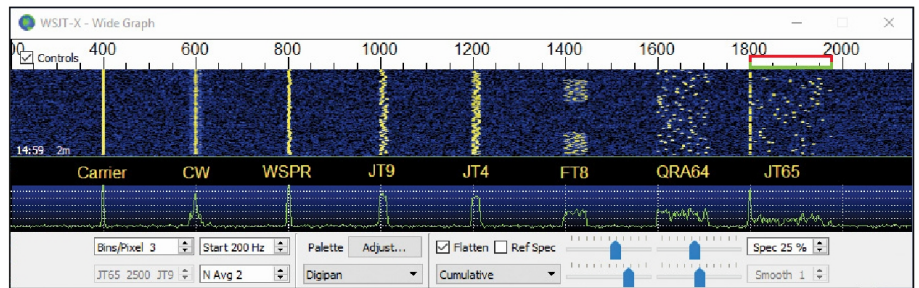 WSJT-X - Wide Graph
Controls 400 600 800 1000 1200 1400 1600 1800 2000
14:59 2m
Carrier CW WSPR JT9 JT4 FT8 QRA64 JT65
Bins/Pixel 3 Start 200 Hz Palette Adjust... Flatten Ref Spec Spec 25 %
JT65 2500 JT9 N Avg 2 Digipan Cumulative Smooth 1